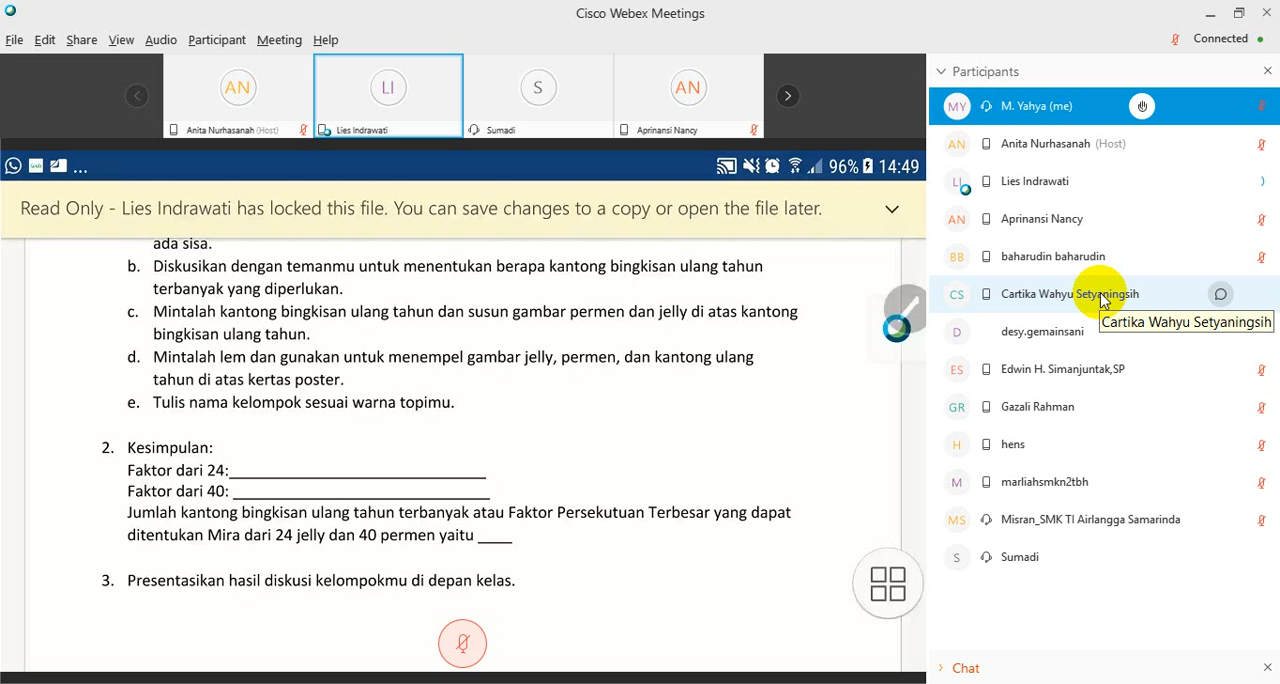 Cisco Webex Meetings
File Edit Share View Audio Participant Meeting Help
Connected
AN
Anita Nurhasanah (Host)
LI
Lies Indrawati
S
Sumadi
AN
Aprinansi Nancy
... 96% 14:49
Read Only - Lies Indrawati has locked this file. You can save changes to a copy or open the file later.
ada sisa.
b. Diskusikan dengan temanmu untuk menentukan berapa kantong bingkisan ulang tahun
terbanyak yang diperlukan.
c. Mintalah kantong bingkisan ulang tahun dan susun gambar permen dan jelly di atas kantong
bingkisan ulang tahun.
d. Mintalah lem dan gunakan untuk menempel gambar jelly, permen, dan kantong ulang
tahun di atas kertas poster.
e. Tulis nama kelompok sesuai warna topimu.
2. Kesimpulan:
Faktor dari 24:
Faktor dari 40:
Jumlah kantong bingkisan ulang tahun terbanyak atau Faktor Persekutuan Terbesar yang dapat
ditentukan Mira dari 24 jelly dan 40 permen yaitu ____
3. Presentasikan hasil diskusi kelompokmu di depan kelas.
Participants
MY M. Yahya (me)
AN Anita Nurhasanah (Host)
LI Lies Indrawati
AN Aprinansi Nancy
BB baharudin baharudin
CS Cartika Wahyu Setyaningsih
Cartika Wahyu Setyaningsih
D desy.gemainsani
ES Edwin H. Simanjuntak,SP
GR Gazali Rahman
H hens
M marliahsmkn2tbh
MS Misran_SMK TI Airlangga Samarinda
S Sumadi
Chat